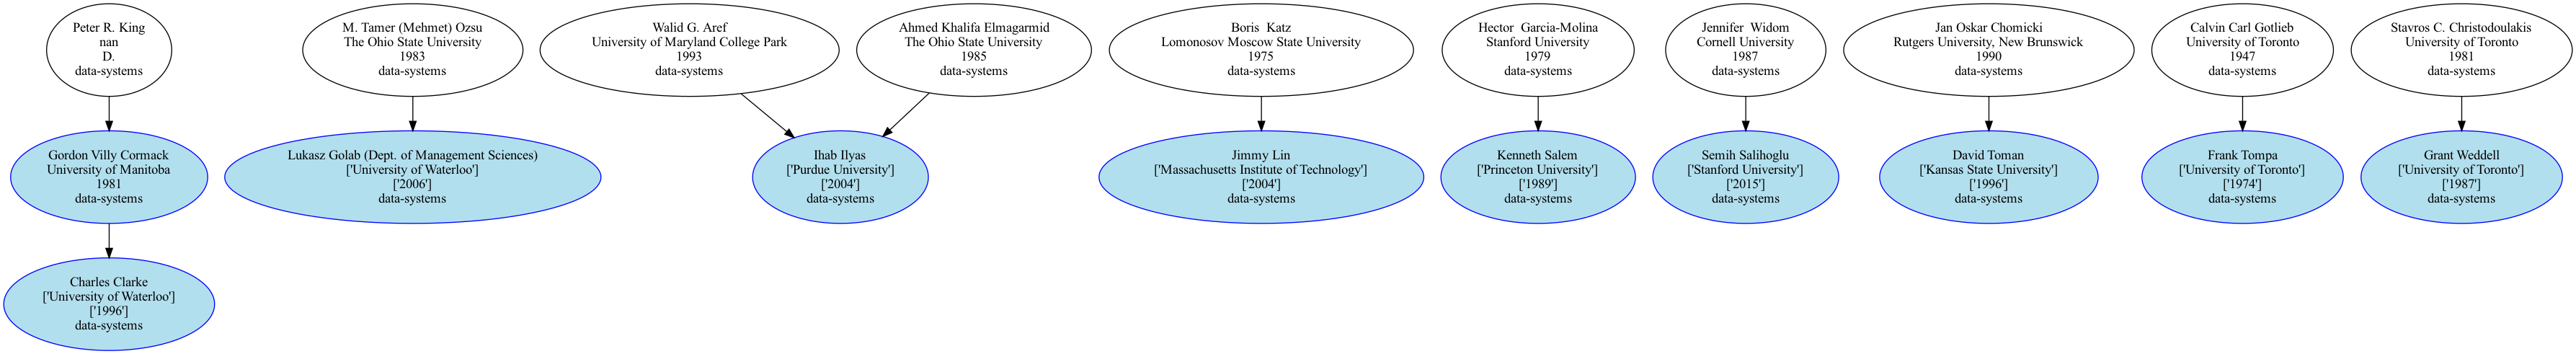 Peter R. King
nan
D.
data-systems
M. Tamer (Mehmet) Ozsu
The Ohio State University
1983
data-systems
Walid G. Aref
University of Maryland College Park
1993
data-systems
Ahmed Khalifa Elmagarmid
The Ohio State University
1985
data-systems
Boris  Katz
Lomonosov Moscow State University
1975
data-systems
Hector  Garcia-Molina
Stanford University
1979
data-systems
Jennifer  Widom
Cornell University
1987
data-systems
Jan Oskar Chomicki
Rutgers University, New Brunswick
1990
data-systems
Calvin Carl Gotlieb
University of Toronto
1947
data-systems
Stavros C. Christodoulakis
University of Toronto
1981
data-systems
Gordon Villy Cormack
University of Manitoba
1981
data-systems
Lukasz Golab (Dept. of Management Sciences)
['University of Waterloo']
['2006']
data-systems
Ihab Ilyas
['Purdue University']
['2004']
data-systems
Jimmy Lin
['Massachusetts Institute of Technology']
['2004']
data-systems
Kenneth Salem
['Princeton University']
['1989']
data-systems
Semih Salihoglu
['Stanford University']
['2015']
data-systems
David Toman
['Kansas State University']
['1996']
data-systems
Frank Tompa
['University of Toronto']
['1974']
data-systems
Grant Weddell
['University of Toronto']
['1987']
data-systems
Charles Clarke
['University of Waterloo']
['1996']
data-systems